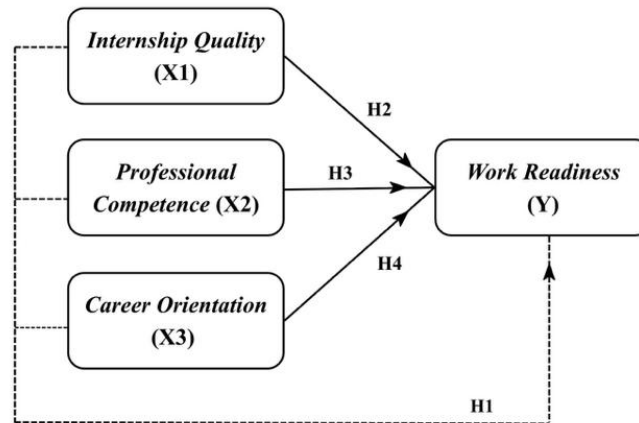 Internship Quality
(X1)
H2
Professional
Competence (X2)
H3
Work Readiness
(Y)
H4
Career Orientation
(X3)
H1